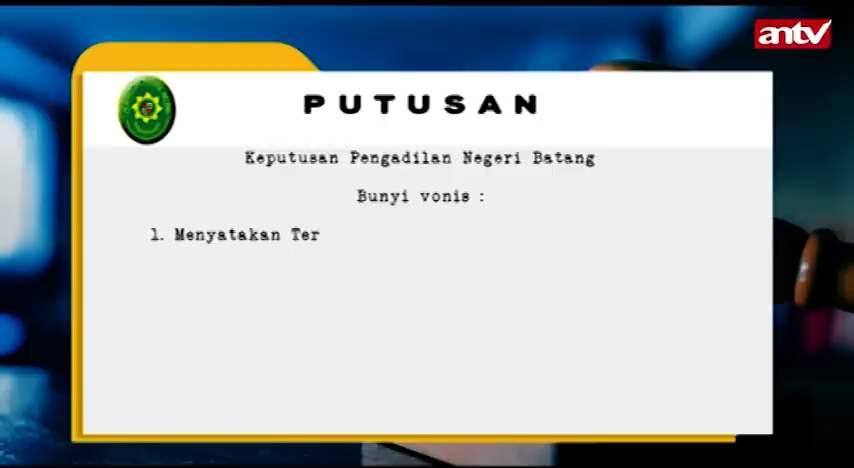 antv
PUTUSAN
Keputusan Pengadilan Negeri Batang
Bunyi vonis :
1. Menyatakan Ter